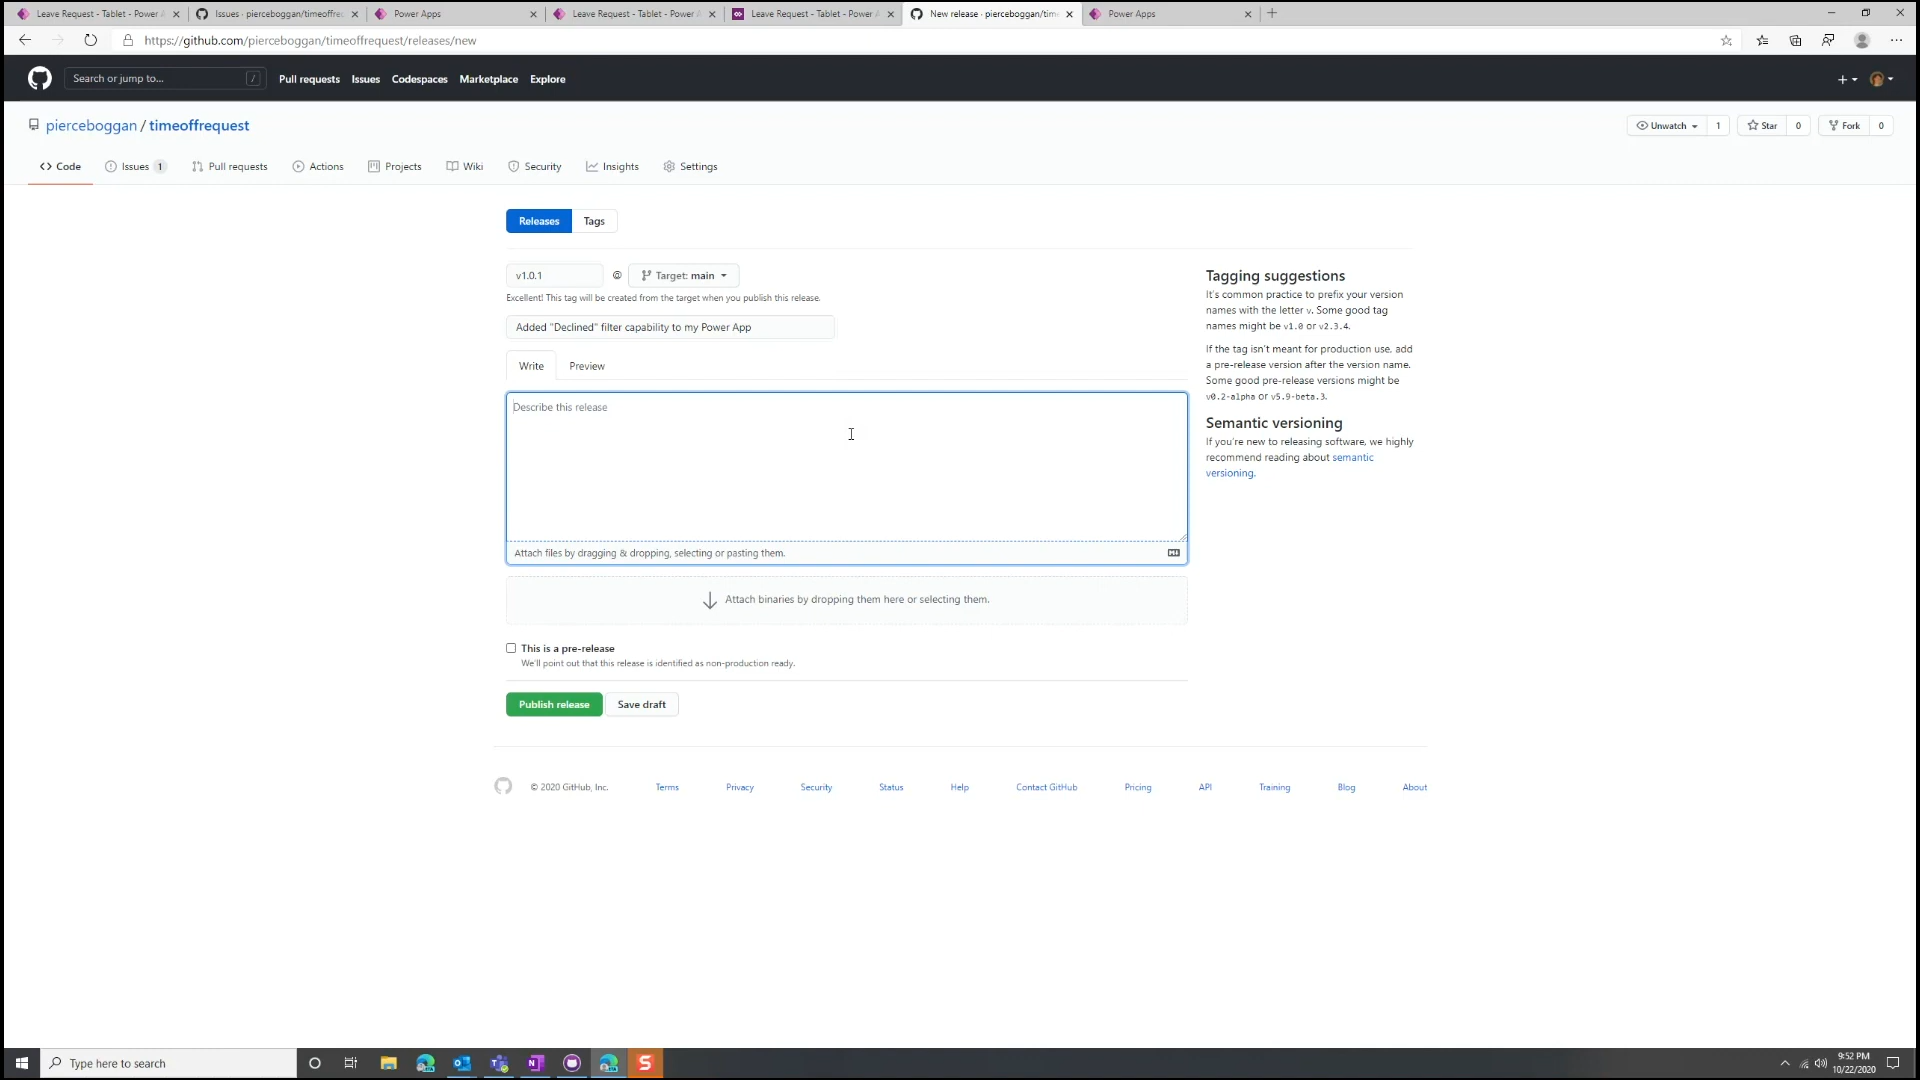 Leave Request - Tablet - Power A
Issues · pierceboggan/timeoffrec
Power Apps
Leave Request - Tablet - Power A
Leave Request - Tablet - Power A
New release · pierceboggan/time
Power Apps
https://github.com/pierceboggan/timeoffrequest/releases/new
Search or jump to...
/
Pull requests
Issues
Codespaces
Marketplace
Explore
pierceboggan / timeoffrequest
Unwatch 1
Star 0
Fork 0
Code
Issues 1
Pull requests
Actions
Projects
Wiki
Security
Insights
Settings
Releases
Tags
v1.0.1
@
Target: main
Excellent! This tag will be created from the target when you publish this release.
Added "Declined" filter capability to my Power App
Write
Preview
Describe this release
Attach files by dragging & dropping, selecting or pasting them.
Attach binaries by dropping them here or selecting them.
This is a pre-release
We'll point out that this release is identified as non-production ready.
Publish release
Save draft
Tagging suggestions
It's common practice to prefix your version
names with the letter v. Some good tag
names might be v1.0 or v2.3.4.
If the tag isn't meant for production use, add
a pre-release version after the version name.
Some good pre-release versions might be
v0.2-alpha or v5.9-beta.3.
Semantic versioning
If you're new to releasing software, we highly
recommend reading about semantic
versioning.
© 2020 GitHub, Inc.
Terms
Privacy
Security
Status
Help
Contact GitHub
Pricing
API
Training
Blog
About
Type here to search
9:52 PM
10/22/2020